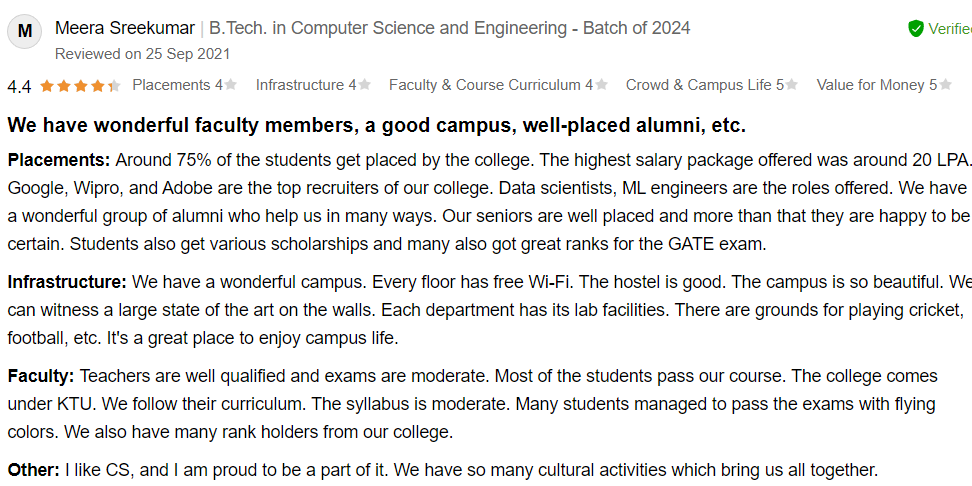 M
Meera Sreekumar | B.Tech. in Computer Science and Engineering - Batch of 2024
Verified
Reviewed on 25 Sep 2021
4.4 Placements 4 Infrastructure 4 Faculty & Course Curriculum 4 Crowd & Campus Life 5 Value for Money 5
We have wonderful faculty members, a good campus, well-placed alumni, etc.
Placements: Around 75% of the students get placed by the college. The highest salary package offered was around 20 LPA.
Google, Wipro, and Adobe are the top recruiters of our college. Data scientists, ML engineers are the roles offered. We have
a wonderful group of alumni who help us in many ways. Our seniors are well placed and more than that they are happy to be
certain. Students also get various scholarships and many also got great ranks for the GATE exam.
Infrastructure: We have a wonderful campus. Every floor has free Wi-Fi. The hostel is good. The campus is so beautiful. We
can witness a large state of the art on the walls. Each department has its lab facilities. There are grounds for playing cricket,
football, etc. It's a great place to enjoy campus life.
Faculty: Teachers are well qualified and exams are moderate. Most of the students pass our course. The college comes
under KTU. We follow their curriculum. The syllabus is moderate. Many students managed to pass the exams with flying
colors. We also have many rank holders from our college.
Other: I like CS, and I am proud to be a part of it. We have so many cultural activities which bring us all together.